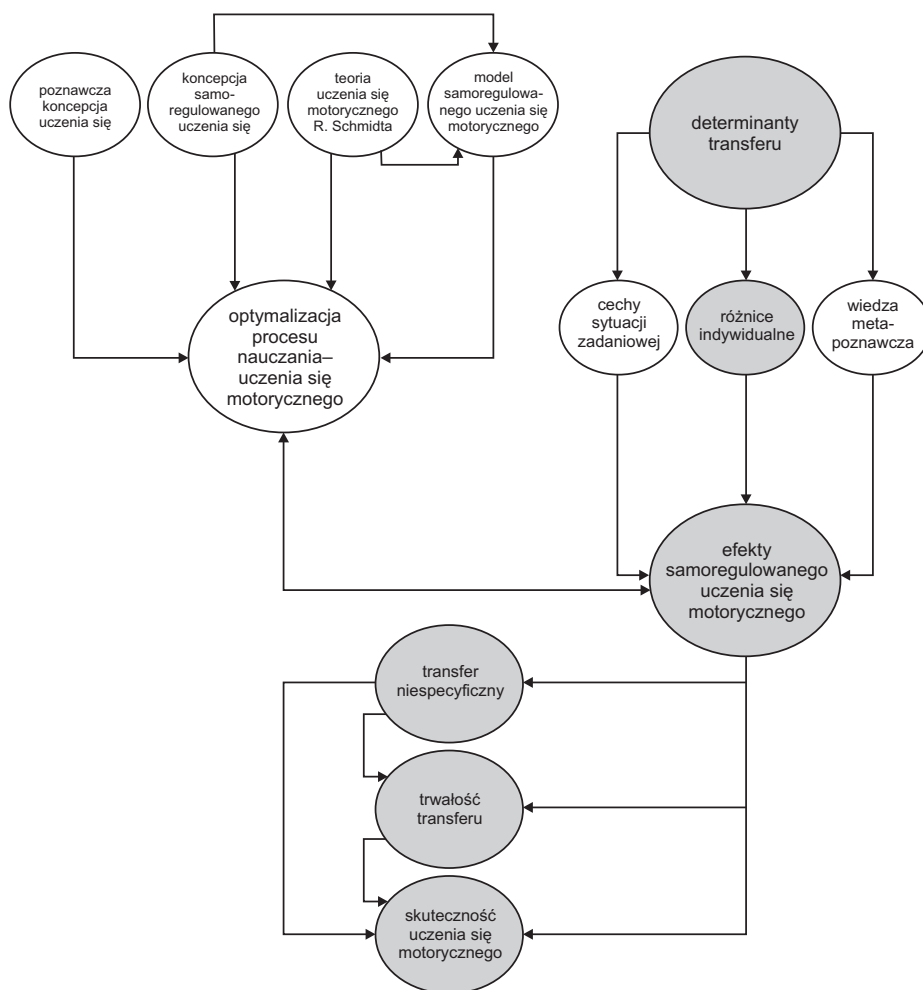 poznawcza
koncepcja
uczenia się
koncepcja
samo-
regulowanego
uczenia się
teoria
uczenia się
motorycznego
R. Schmidta
model
samoregulowa-
nego uczenia się
motorycznego
determinanty
transferu
optymalizacja
procesu
nauczania–
uczenia się
motorycznego
cechy
sytuacji
zadaniowej
różnice
indywidualne
wiedza
meta-
poznawcza
efekty
samoregulowanego
uczenia się
motorycznego
transfer
niespecyficzny
trwałość
transferu
skuteczność
uczenia się
motorycznego